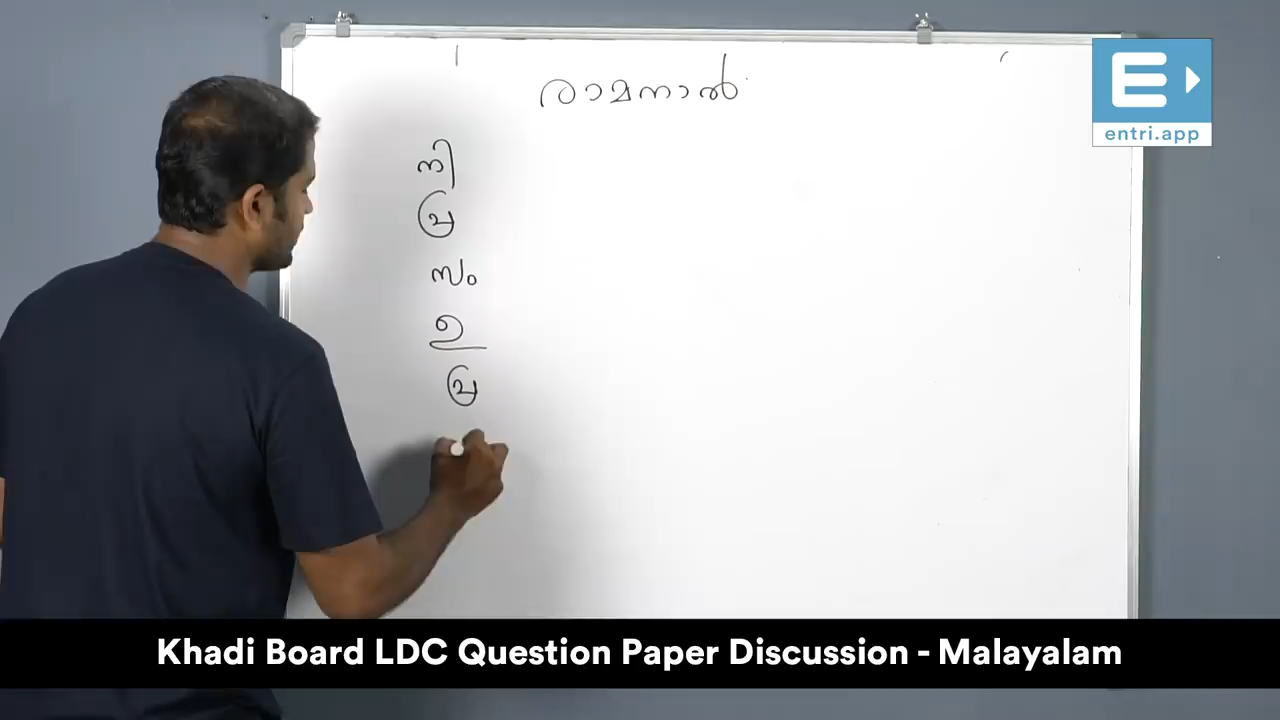 രാമനാൽ
നി
പ്ര
സം
ഉ
പ്ര
E
entri.app
Khadi Board LDC Question Paper Discussion - Malayalam